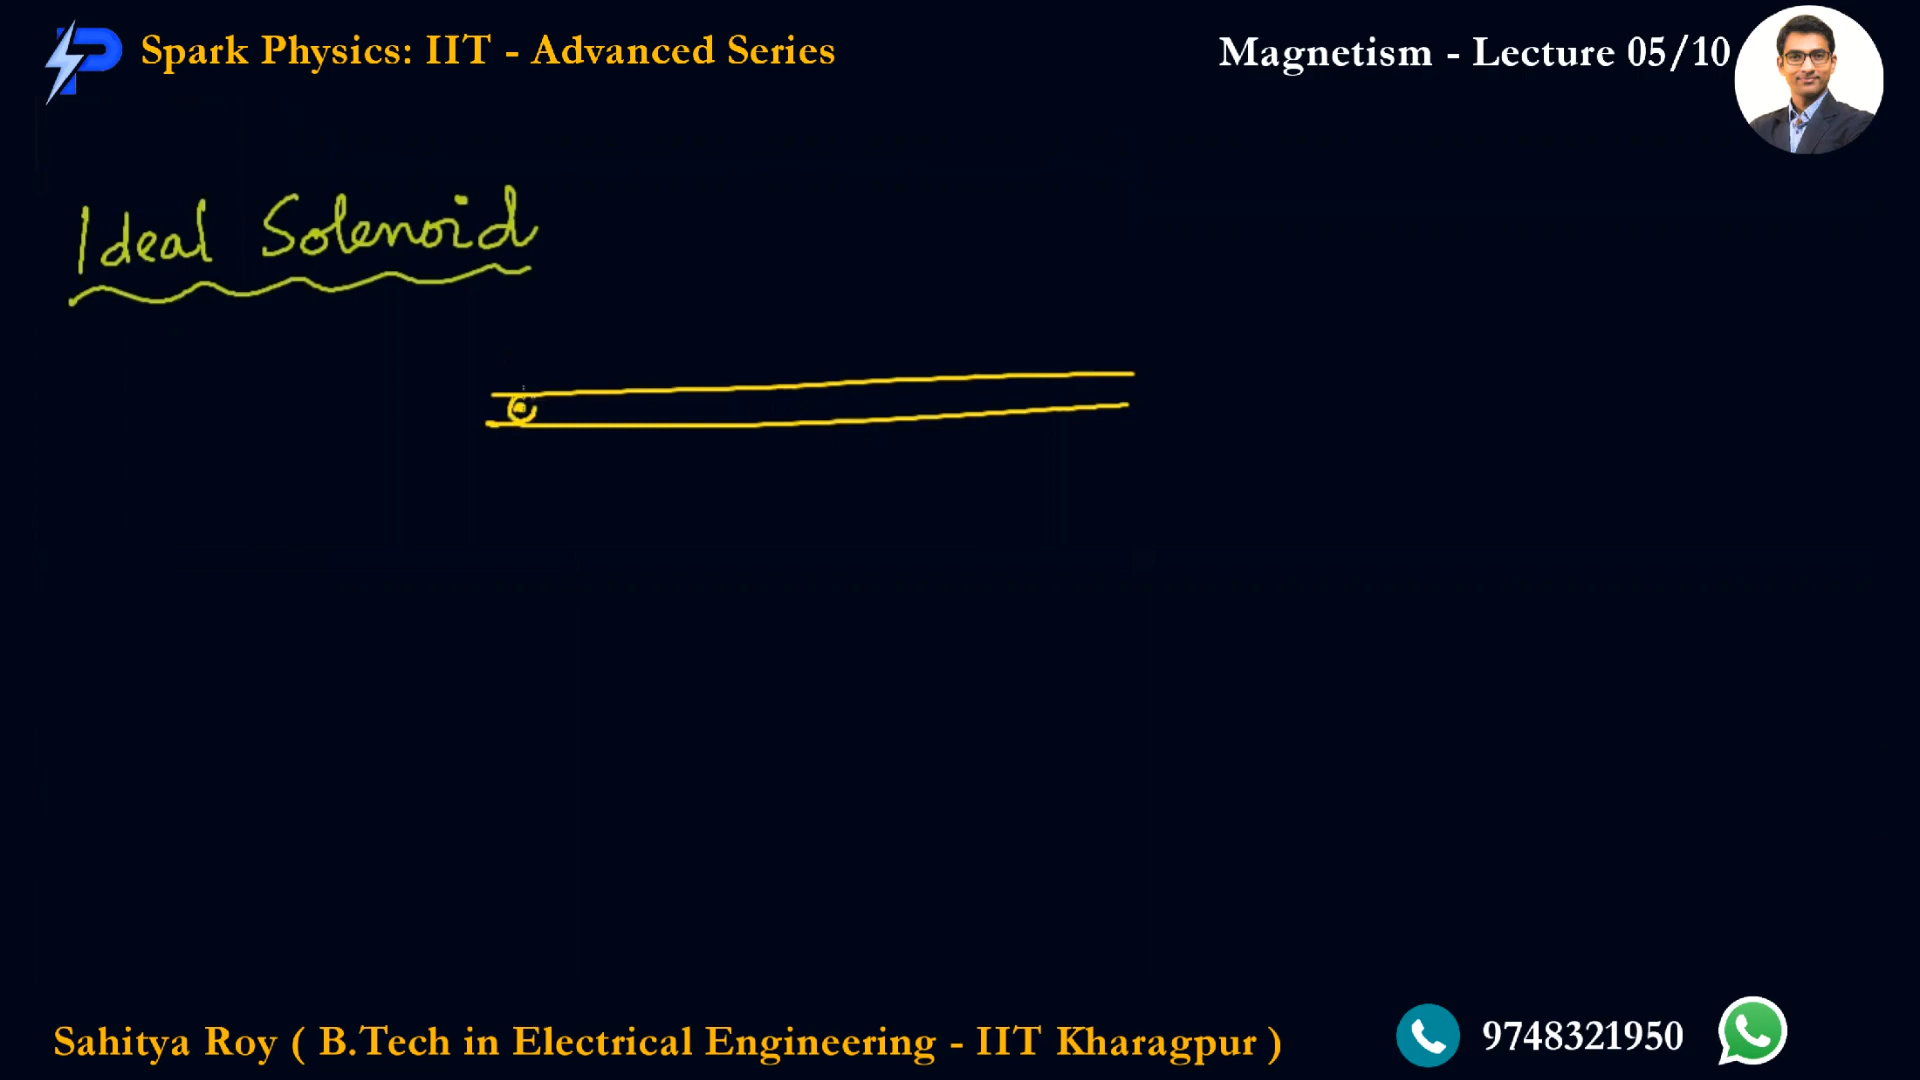 Spark Physics: IIT - Advanced Series
Magnetism - Lecture 05/10
Ideal Solenoid
Sahitya Roy ( B.Tech in Electrical Engineering - IIT Kharagpur )
9748321950